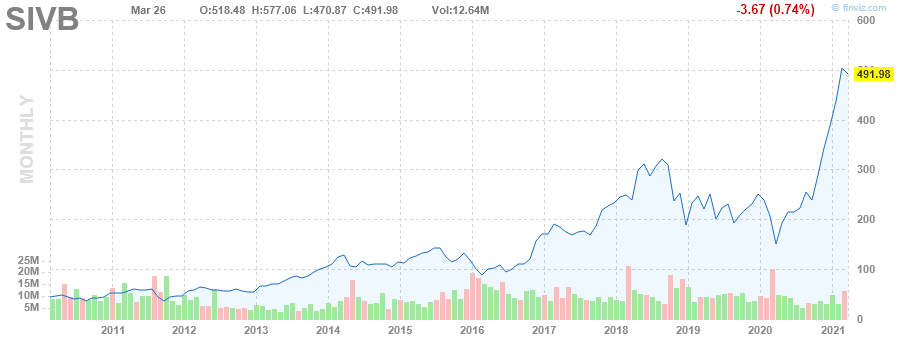 SIVB
Mar 26 O:518.48 H:577.06 L:470.87 C:491.98 Vol:12.64M
-3.67 (0.74%)
© finviz.com
MONTHLY
600
491.98
400
300
200
100
0
25M
20M
15M
10M
5M
2011 2012 2013 2014 2015 2016 2017 2018 2019 2020 2021